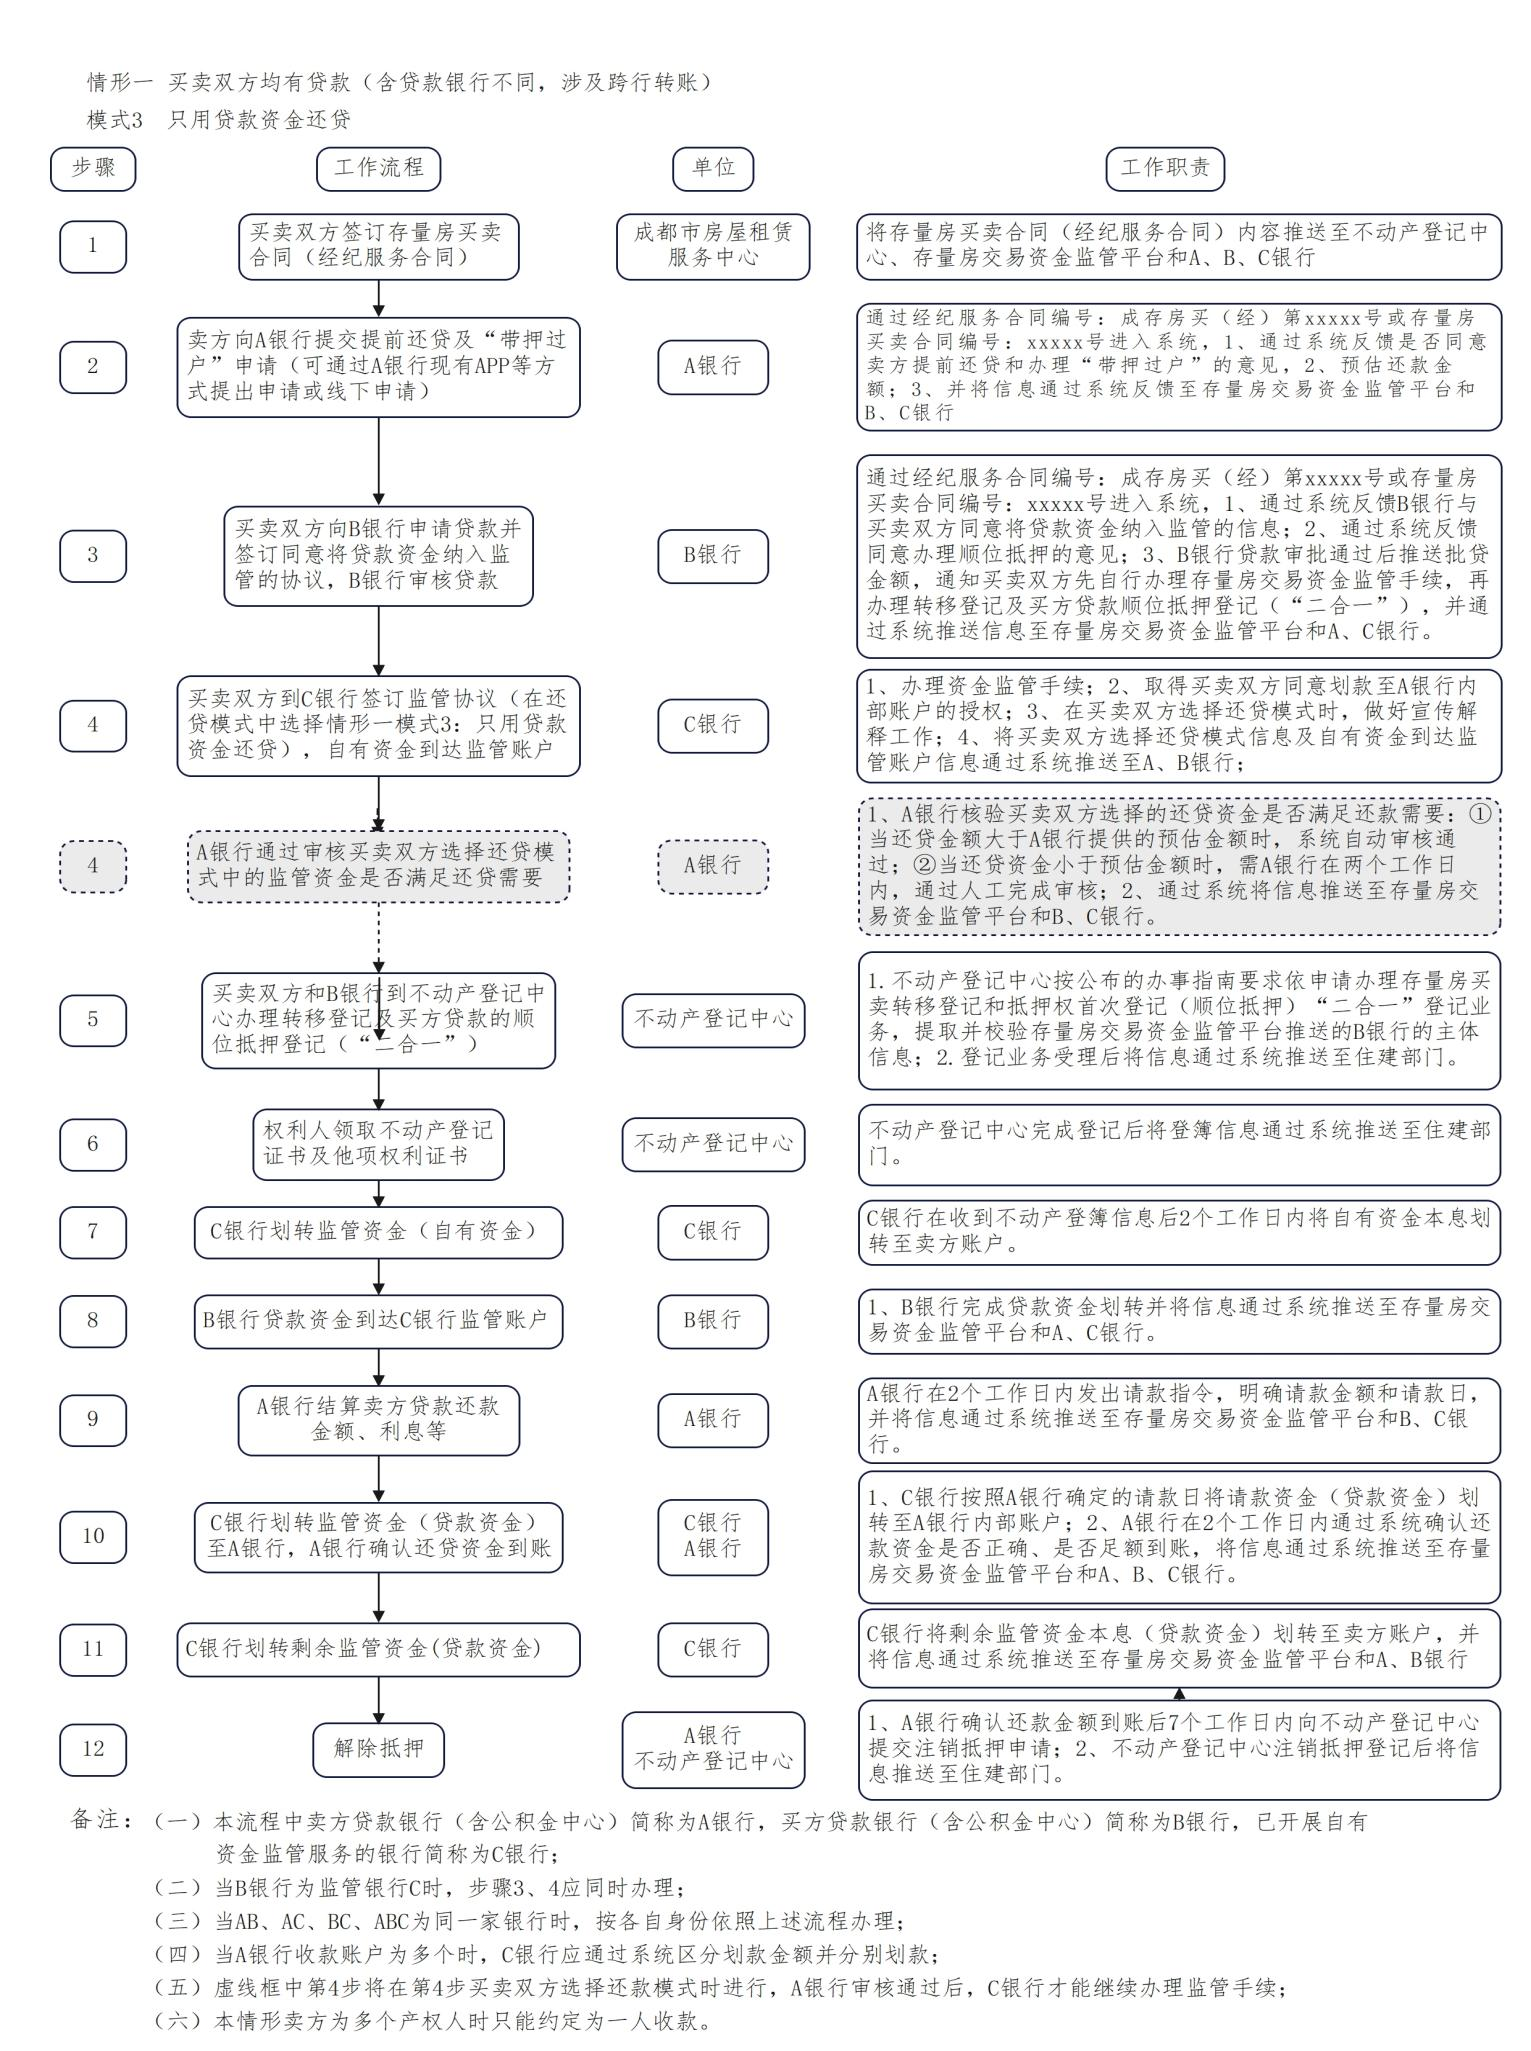 情形一 买卖双方均有贷款（含贷款银行不同，涉及跨行转账）
模式3 只用贷款资金还贷
步骤
工作流程
单位
工作职责
1
买卖双方签订存量房买卖
合同（经纪服务合同）
成都市房屋租赁
服务中心
将存量房买卖合同（经纪服务合同）内容推送至不动产登记中
心、存量房交易资金监管平台和A、B、C银行
2
卖方向A银行提交提前还贷及“带押过
户”申请（可通过A银行现有APP等方
式提出申请或线下申请）
A银行
通过经纪服务合同编号：成存房买（经）第xxxxx号或存量房
买卖合同编号：xxxxx号进入系统，1、通过系统反馈是否同意
卖方提前还贷和办理“带押过户”的意见，2、预估还款金
额；3、并将信息通过系统反馈至存量房交易资金监管平台和
B、C银行
3
买卖双方向B银行申请贷款并
签订同意将贷款资金纳入监
管的协议，B银行审核贷款
B银行
通过经纪服务合同编号：成存房买（经）第xxxxx号或存量房
买卖合同编号：xxxxx号进入系统，1、通过系统反馈B银行与
买卖双方同意将贷款资金纳入监管的信息；2、通过系统反馈
同意办理顺位抵押的意见；3、B银行贷款审批通过后推送批贷
金额，通知买卖双方先自行办理存量房交易资金监管手续，再
办理转移登记及买方贷款顺位抵押登记（“二合一”），并通
过系统推送信息至存量房交易资金监管平台和A、C银行。
4
买卖双方到C银行签订监管协议（在还
贷模式中选择情形一模式3：只用贷款
资金还贷），自有资金到达监管账户
C银行
1、办理资金监管手续；2、取得买卖双方同意划款至A银行内
部账户的授权；3、在买卖双方选择还贷模式时，做好宣传解
释工作；4、将买卖双方选择还贷模式信息及自有资金到达监
管账户信息通过系统推送至A、B银行；
4
A银行通过审核买卖双方选择还贷模
式中的监管资金是否满足还贷需要
A银行
1、A银行核验买卖双方选择的还贷资金是否满足还款需要：①
当还贷金额大于A银行提供的预估金额时，系统自动审核通
过；②当还贷资金小于预估金额时，需A银行在两个工作日
内，通过人工完成审核；2、通过系统将信息推送至存量房交
易资金监管平台和B、C银行。
5
买卖双方和B银行到不动产登记中
心办理转移登记及买方贷款的顺
位抵押登记（“二合一”）
不动产登记中心
1.不动产登记中心按公布的办事指南要求依申请办理存量房买
卖转移登记和抵押权首次登记（顺位抵押）“二合一”登记业
务，提取并校验存量房交易资金监管平台推送的B银行的主体
信息；2.登记业务受理后将信息通过系统推送至住建部门。
6
权利人领取不动产登记
证书及他项权利证书
不动产登记中心
不动产登记中心完成登记后将登簿信息通过系统推送至住建部
门。
7
C银行划转监管资金（自有资金）
C银行
C银行在收到不动产登簿信息后2个工作日内将自有资金本息划
转至卖方账户。
8
B银行贷款资金到达C银行监管账户
B银行
1、B银行完成贷款资金划转并将信息通过系统推送至存量房交
易资金监管平台和A、C银行。
9
A银行结算卖方贷款还款
金额、利息等
A银行
A银行在2个工作日内发出请款指令，明确请款金额和请款日，
并将信息通过系统推送至存量房交易资金监管平台和B、C银
行。
10
C银行划转监管资金（贷款资金）
至A银行，A银行确认还贷资金到账
C银行
A银行
1、C银行按照A银行确定的请款日将请款资金（贷款资金）划
转至A银行内部账户；2、A银行在2个工作日内通过系统确认还
款资金是否正确、是否足额到账，将信息通过系统推送至存量
房交易资金监管平台和A、B、C银行。
11
C银行划转剩余监管资金(贷款资金)
C银行
C银行将剩余监管资金本息（贷款资金）划转至卖方账户，并
将信息通过系统推送至存量房交易资金监管平台和A、B银行
12
解除抵押
A银行
不动产登记中心
1、A银行确认还款金额到账后7个工作日内向不动产登记中心
提交注销抵押申请；2、不动产登记中心注销抵押登记后将信
息推送至住建部门。
备注：（一）本流程中卖方贷款银行（含公积金中心）简称为A银行，买方贷款银行（含公积金中心）简称为B银行，已开展自有
资金监管服务的银行简称为C银行；
（二）当B银行为监管银行C时，步骤3、4应同时办理；
（三）当AB、AC、BC、ABC为同一家银行时，按各自身份依照上述流程办理；
（四）当A银行收款账户为多个时，C银行应通过系统区分划款金额并分别划款；
（五）虚线框中第4步将在第4步买卖双方选择还款模式时进行，A银行审核通过后，C银行才能继续办理监管手续；
（六）本情形卖方为多个产权人时只能约定为一人收款。